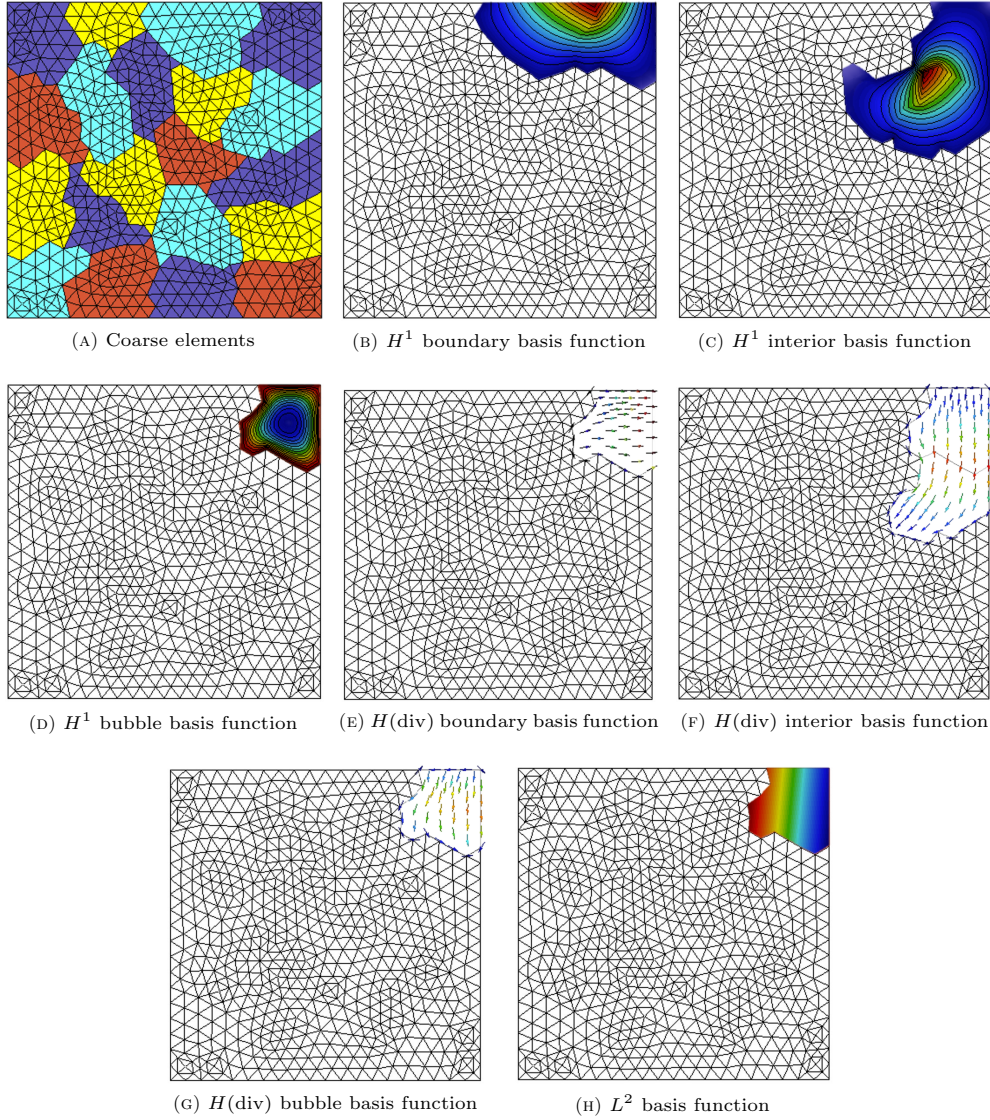 (A) Coarse elements
(B) H¹ boundary basis function
(C) H¹ interior basis function
(D) H¹ bubble basis function
(E) H(div) boundary basis function
(F) H(div) interior basis function
(G) H(div) bubble basis function
(H) L² basis function